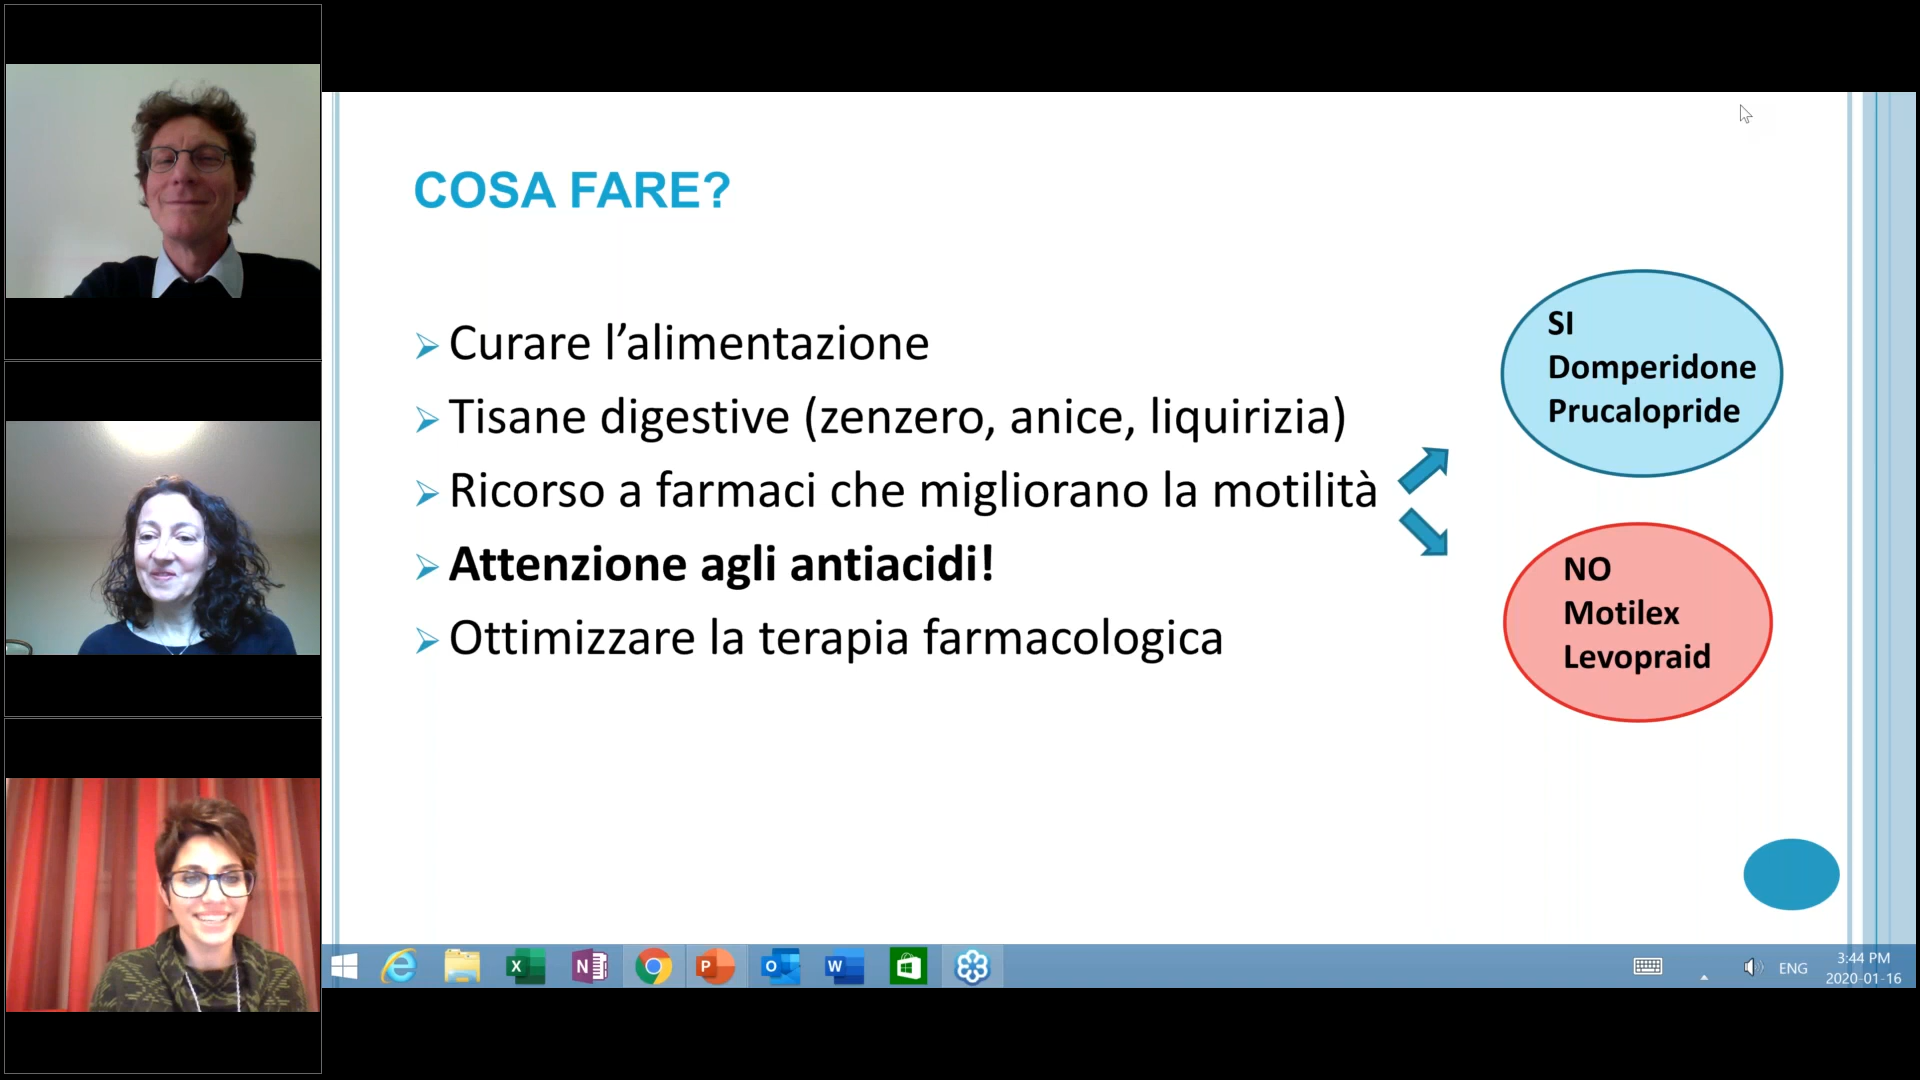 COSA FARE?
Curare l’alimentazione
Tisane digestive (zenzero, anice, liquirizia)
Ricorso a farmaci che migliorano la motilità
Attenzione agli antiacidi!
Ottimizzare la terapia farmacologica
SI
Domperidone
Prucalopride
NO
Motilex
Levopraid
ENG
3:44 PM
2020-01-16